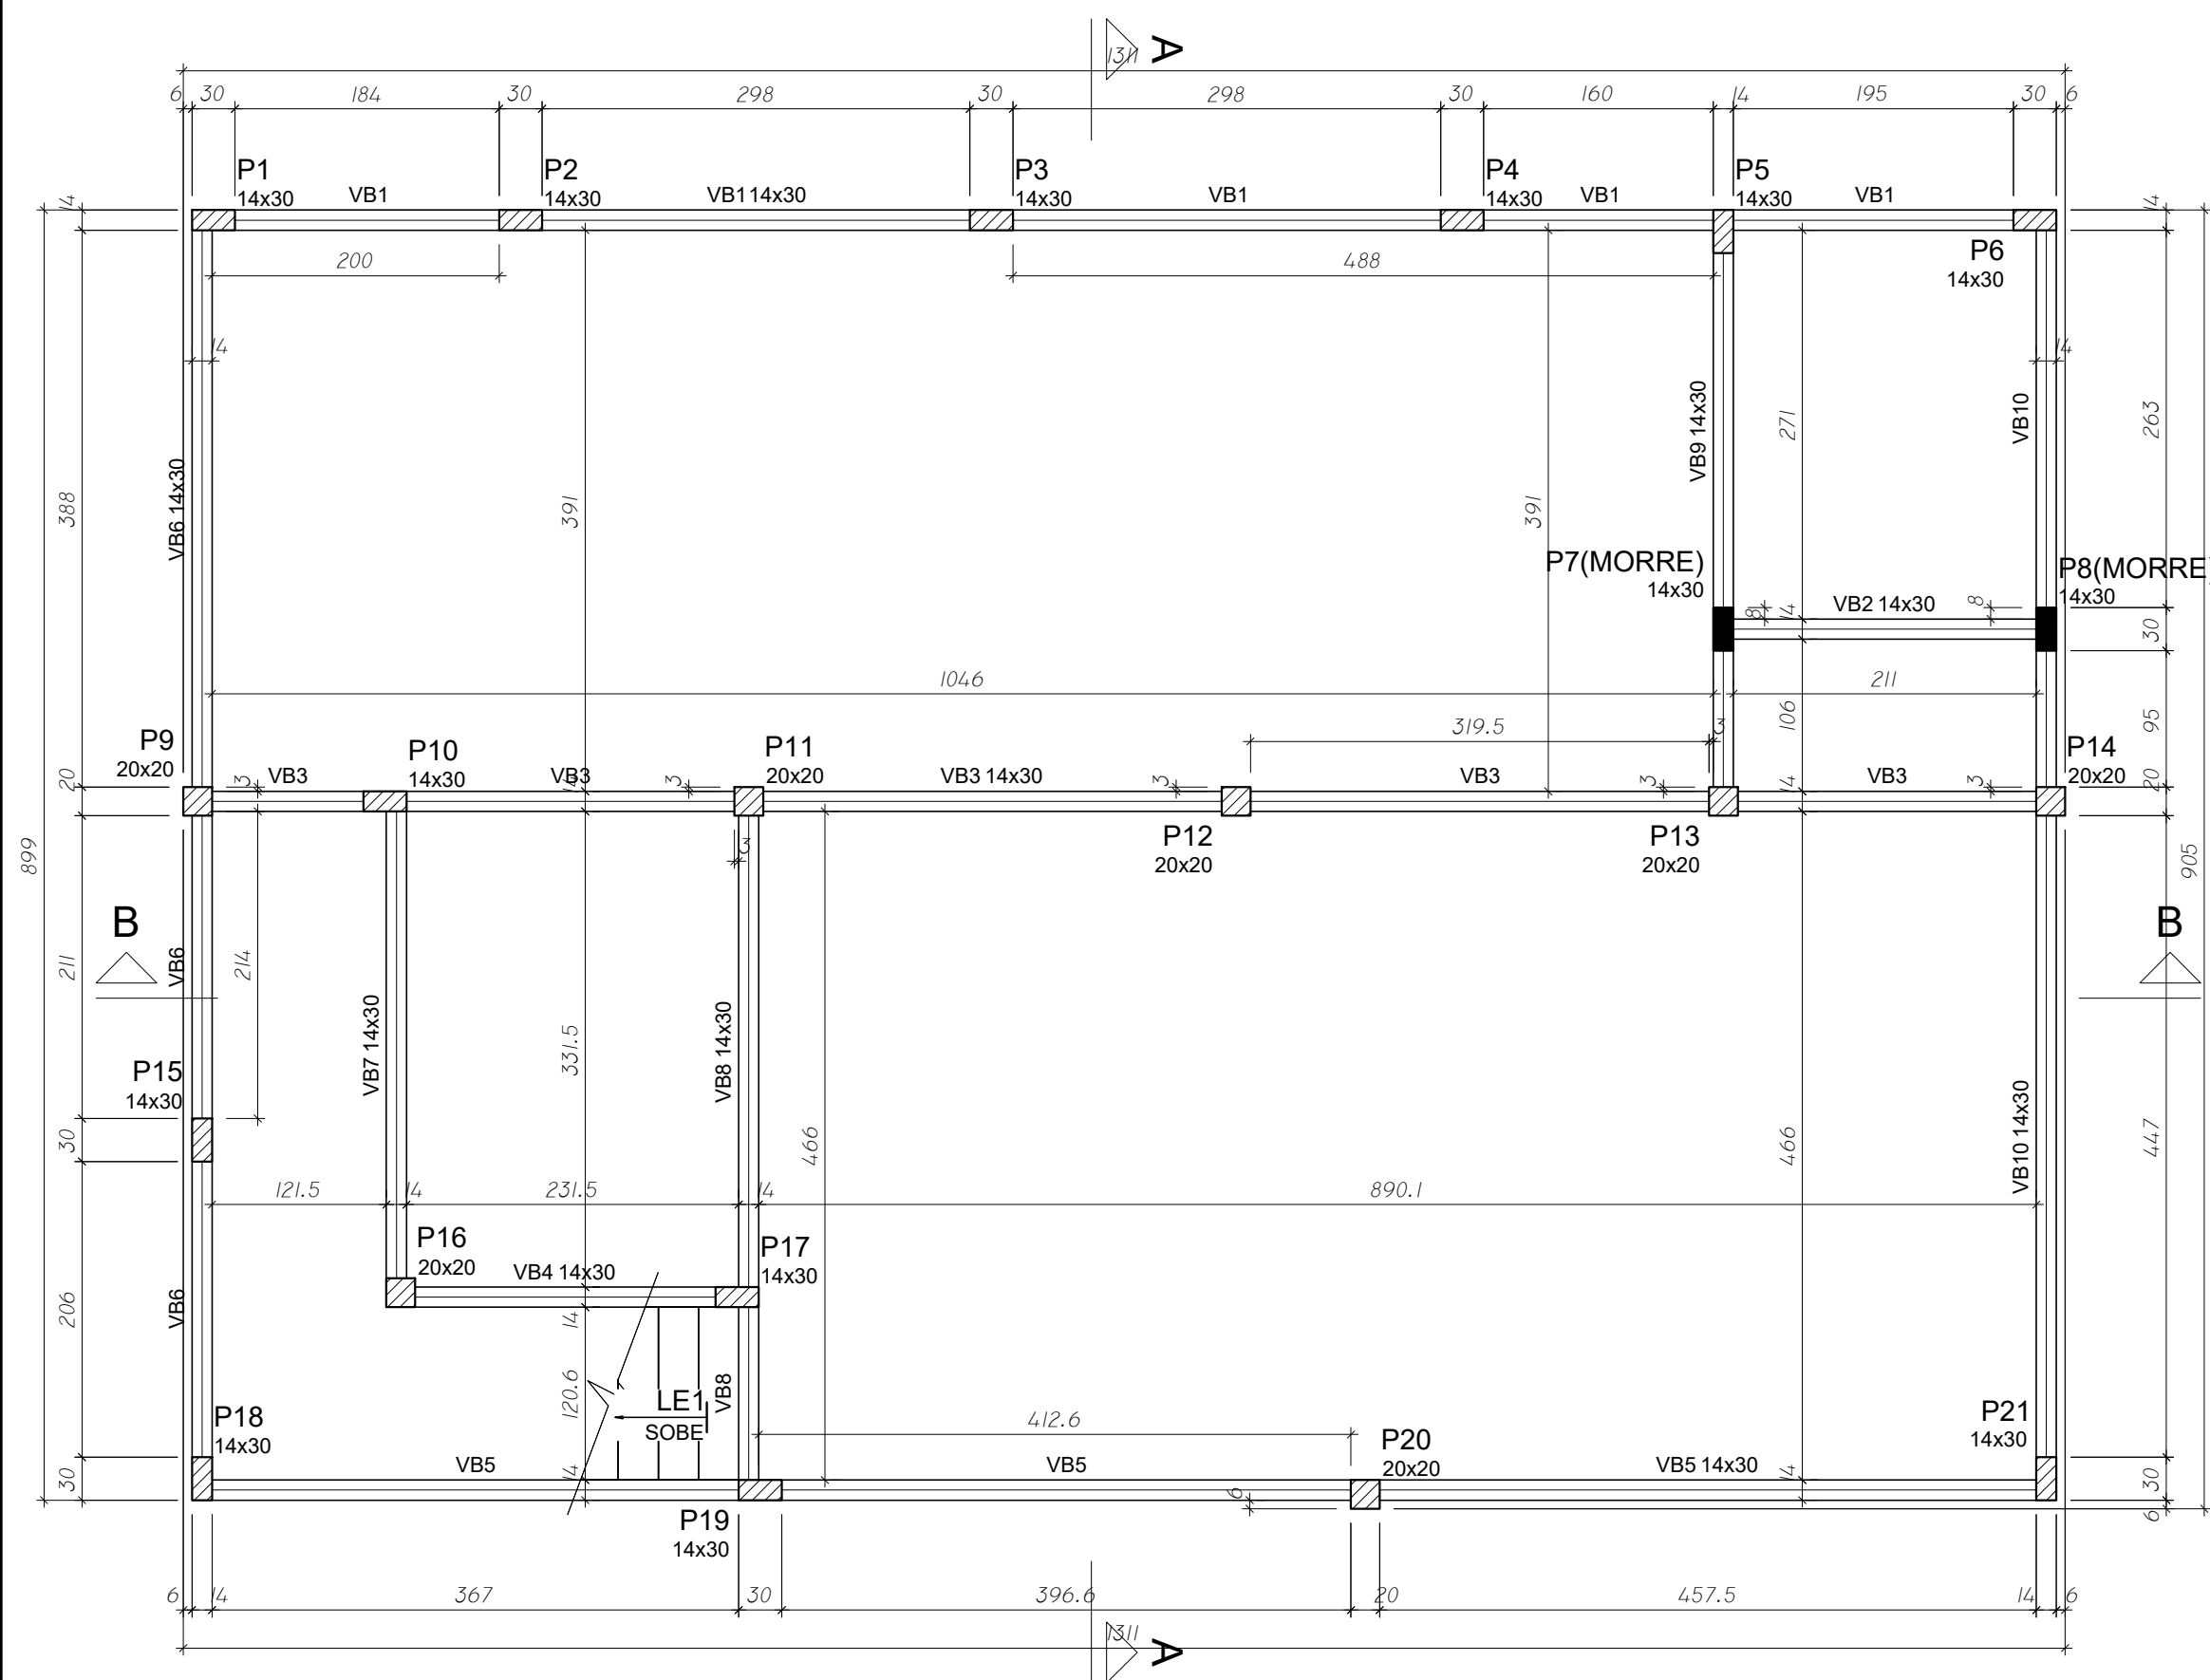 A
1311
6 30 184 30 298 30 298 30 160 14 195 30 6
P1
14x30
VB1
P2
14x30
VB1 14x30
P3
14x30
VB1
P4
14x30
VB1
P5
14x30
VB1
14
14
P6
14x30
200
488
14
14
VB6 14x30
388
391
391
VB9 14x30
271
VB10
263
P7(MORRE)
14x30
P8(MORRE
14x30
8
14
VB2 14x30
8
30
1046
211
319.5
3
106
95
P9
20x20
20
3
VB3
P10
14x30
14
VB3
3
P11
20x20
VB3 14x30
3
VB3
3
14
VB3
3
P14
20x20
20
P12
20x20
P13
20x20
3
899
905
B
B
211
VB6
214
VB7 14x30
331.5
VB8 14x30
466
466
VB10 14x30
447
P15
14x30
30
121.5 14 231.5 14 890.1
P16
20x20
VB4 14x30
P17
14x30
206
VB6
14
120.6
LE1
SOBE
VB8
412.6
P18
14x30
30
VB5
14
VB5
P20
20x20
VB5 14x30
14
P21
14x30
30
6
6
P19
14x30
6 14 367 30 396.6 20 457.5 14 6
1311
A